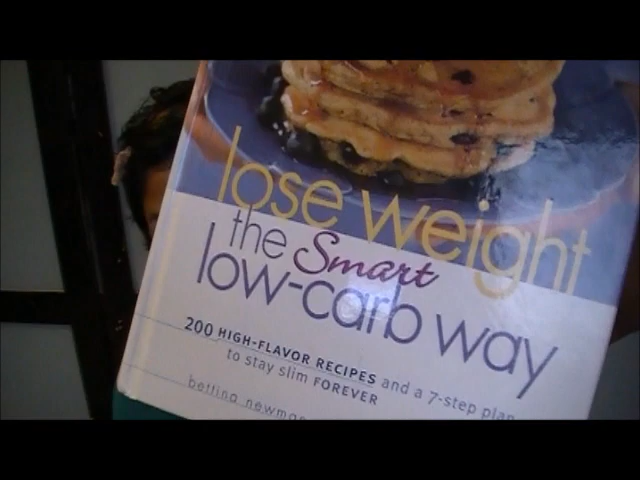 lose weight
the Smart
low-carb way
200 HIGH-FLAVOR RECIPES and a 7-step plan
to stay slim FOREVER
bettina